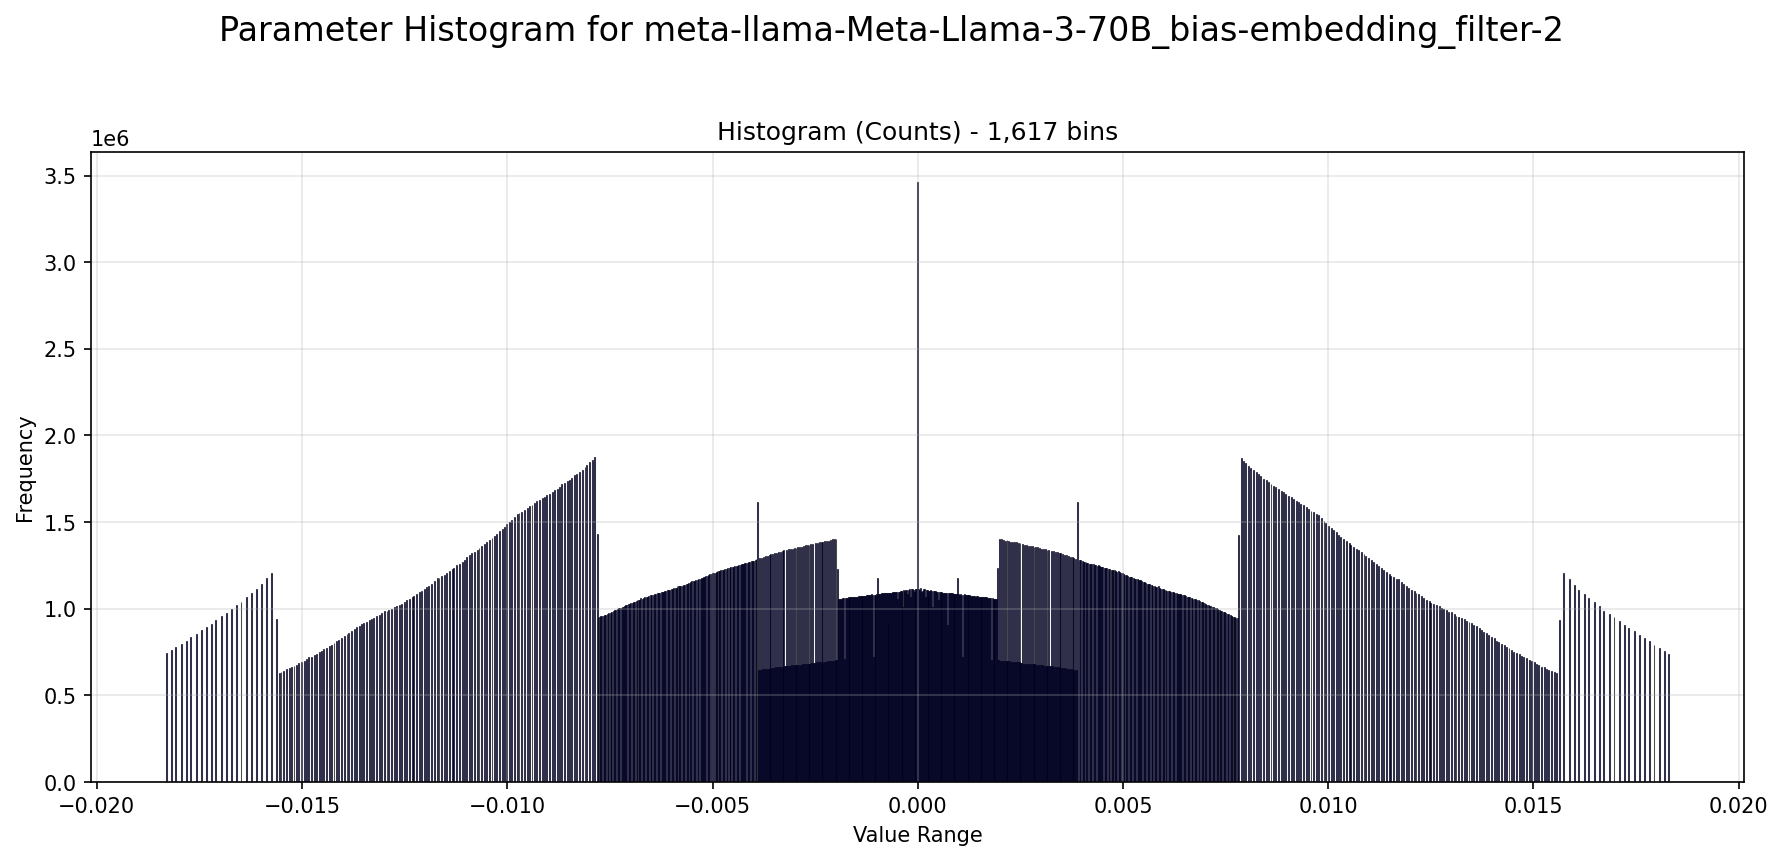 Parameter Histogram for meta-llama-Meta-Llama-3-70B_bias-embedding_filter-2
Histogram (Counts) - 1,617 bins
1e6
3.5
3.0
2.5
2.0
1.5
1.0
0.5
0.0
Frequency
−0.020 −0.015 −0.010 −0.005 0.000 0.005 0.010 0.015 0.020
Value Range